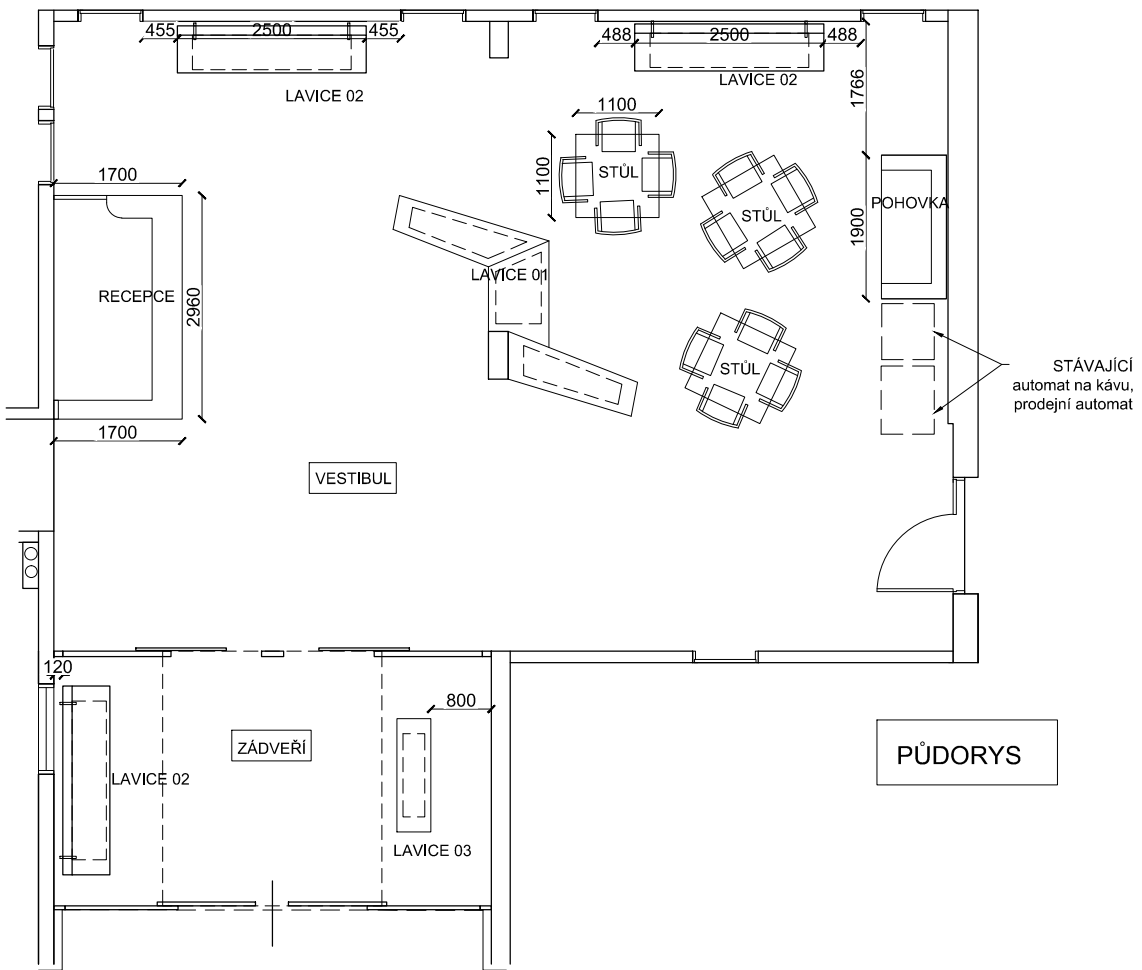 455
2500
455
488
2500
488
LAVICE 02
LAVICE 02
1766
1100
1100
STŮL
STŮL
1700
POHOVKA
1900
LAVICE 01
RECEPCE
2960
STŮL
STÁVAJÍCÍ
automat na kávu,
prodejní automat
1700
VESTIBUL
120
800
ZÁDVEŘÍ
PŮDORYS
LAVICE 02
LAVICE 03